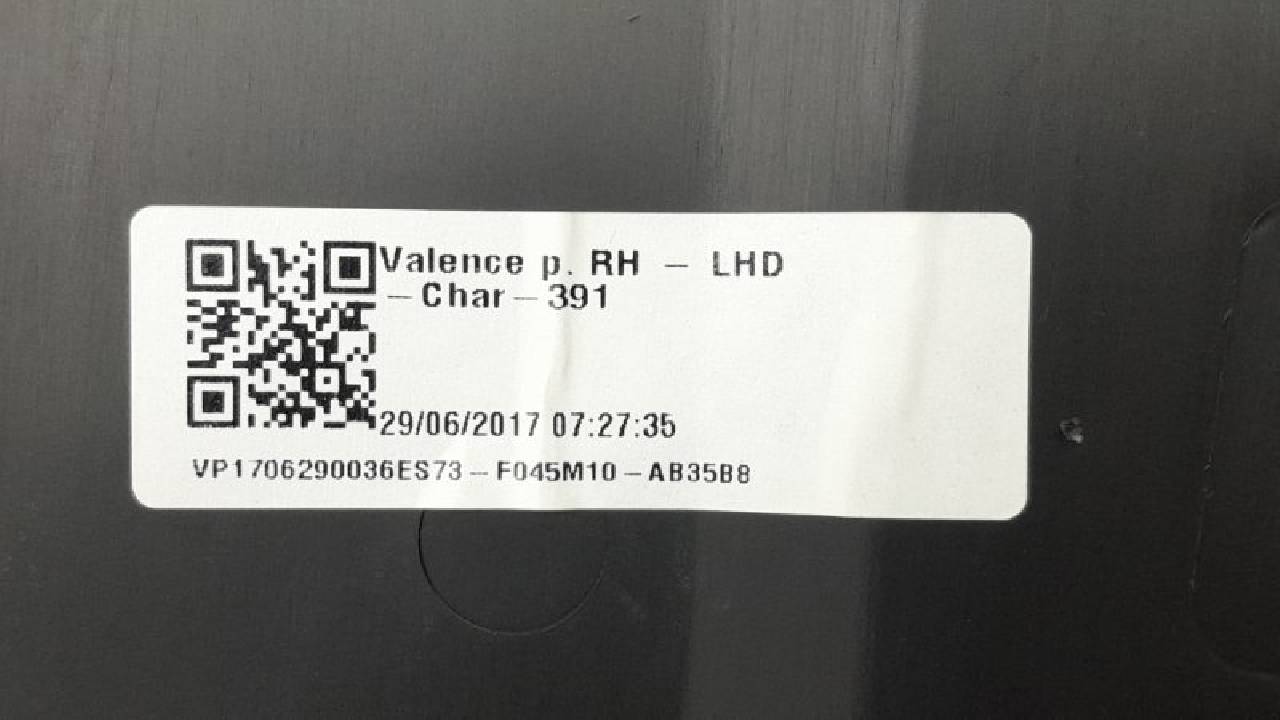 Valence p. RH – LHD
– Char – 391
29/06/2017 07:27:35
VP1706290036ES73 – F045M10 – AB35B8